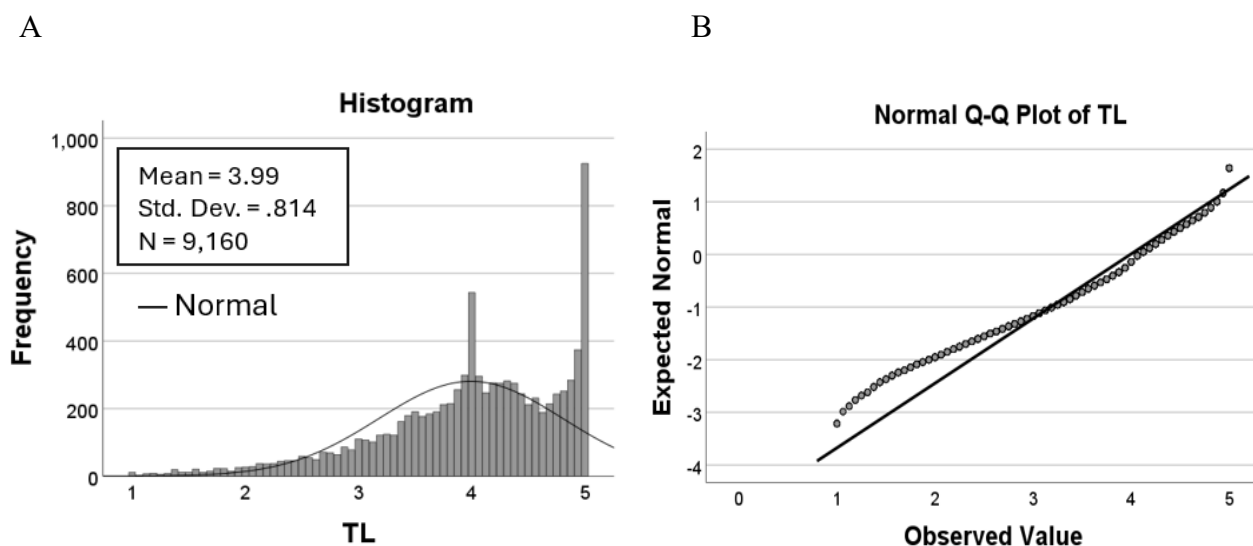 A
Histogram
1,000
800
600
400
200
0
Frequency
Mean = 3.99
Std. Dev. = .814
N = 9,160
— Normal
1 2 3 4 5
TL
B
Normal Q-Q Plot of TL
2
1
0
-1
-2
-3
-4
Expected Normal
0 1 2 3 4 5
Observed Value